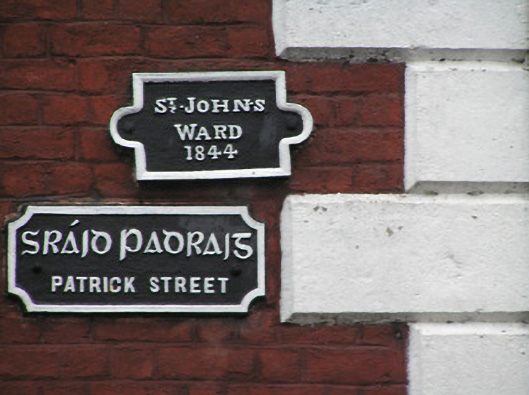 ST. JOHN'S
WARD
1844
SRÁID PADRAIG
PATRICK STREET